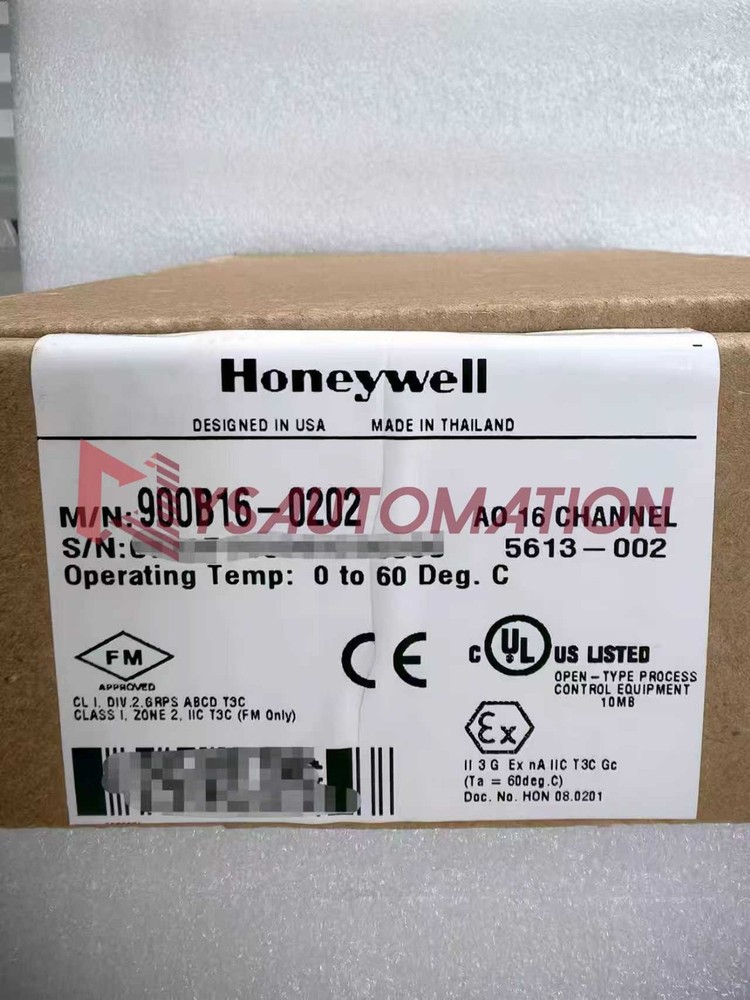 Honeywell
DESIGNED IN USA MADE IN THAILAND
YSAUTOMATION
M/N: 900B16-0202 AO 16 CHANNEL
S/N: 5613-002
Operating Temp: 0 to 60 Deg. C
FM
APPROVED
CL I, DIV.2,GRPS ABCD T3C
CLASS I, ZONE 2, IIC T3C (FM Only)
CE
C UL US LISTED
OPEN-TYPE PROCESS
CONTROL EQUIPMENT
10MB
Ex
II 3 G Ex nA IIC T3C Gc
(Ta = 60deg.C)
Doc. No. HON 08.0201